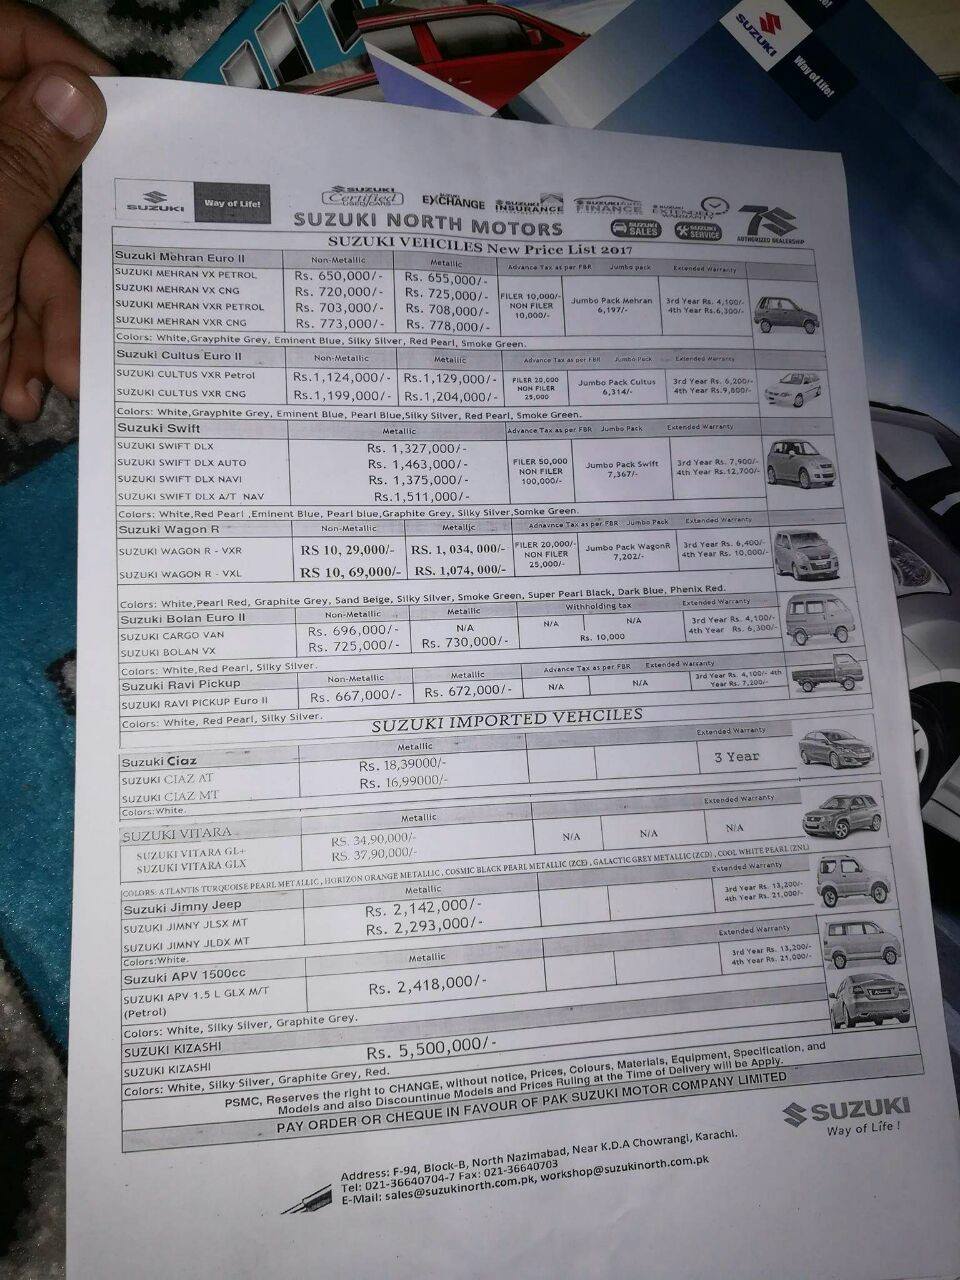 SUZUKI
Way of Life!
SUZUKI
Way of Life!
SUZUKI Certified USED CARS
SUZUKI EXCHANGE
SUZUKI INSURANCE
SUZUKI FINANCE
SUZUKI EXTENDED WARRANTY
SUZUKI NORTH MOTORS
SUZUKI SALES
SUZUKI SERVICE
AUTHORIZED DEALERSHIP
SUZUKI VEHCILES New Price List 2017
Suzuki Mehran Euro II Non-Metallic Metallic Advance Tax as per FBR Jumbo pack Extended Warranty
SUZUKI MEHRAN VX PETROL Rs. 650,000/- Rs. 655,000/-
SUZUKI MEHRAN VX CNG Rs. 720,000/- Rs. 725,000/- FILER 10,000/- NON FILER 10,000/- Jumbo Pack Mehran 6,197/- 3rd Year Rs. 4,100/- 4th Year Rs.6,300/-
SUZUKI MEHRAN VXR PETROL Rs. 703,000/- Rs. 708,000/-
SUZUKI MEHRAN VXR CNG Rs. 773,000/- Rs. 778,000/-
Colors: White,Grayphite Grey, Eminent Blue, Silky Silver, Red Pearl, Smoke Green.
Suzuki Cultus Euro II Non-Metallic Metallic Advance Tax as per FBR Jumbo Pack Extended Warranty
SUZUKI CULTUS VXR Petrol Rs.1,124,000/- Rs.1,129,000/- FILER 20,000 NON FILER 25,000 Jumbo Pack Cultus 6,314/- 3rd Year Rs. 6,200/- 4th Year Rs.9,800/-
SUZUKI CULTUS VXR CNG Rs.1,199,000/- Rs.1,204,000/-
Colors: White,Grayphite Grey, Eminent Blue, Pearl Blue,Silky Silver, Red Pearl, Smoke Green.
Suzuki Swift Metallic Advance Tax as per FBR Jumbo Pack Extended Warranty
SUZUKI SWIFT DLX Rs. 1,327,000/-
SUZUKI SWIFT DLX AUTO Rs. 1,463,000/- FILER 50,000 NON FILER 100,000/- Jumbo Pack Swift 7,367/- 3rd Year Rs. 7,900/- 4th Year Rs.12,700/-
SUZUKI SWIFT DLX NAVI Rs. 1,375,000/-
SUZUKI SWIFT DLX A/T NAV Rs.1,511,000/-
Colors: White,Red Pearl ,Eminent Blue, Pearl blue,Graphite Grey, Silky Silver,Somke Green.
Suzuki Wagon R Non-Metallic Metalljc Adnavnce Tax as per FBR Jumbo Pack Extended Warranty
SUZUKI WAGON R - VXR RS 10, 29,000/- RS. 1, 034, 000/- FILER 20,000/- NON FILER 25,000/- Jumbo Pack WagonR 7,202/- 3rd Year Rs. 6,400/- 4th Year Rs. 10,000/-
SUZUKI WAGON R - VXL RS 10, 69,000/- RS. 1,074, 000/-
Colors: White,Pearl Red, Graphite Grey, Sand Beige, Silky Silver, Smoke Green, Super Pearl Black, Dark Blue, Phenix Red.
Suzuki Bolan Euro II Non-Metallic Metallic Withholding tax Extended Warranty
SUZUKI CARGO VAN Rs. 696,000/- N/A N/A N/A 3rd Year Rs. 4,100/- 4th Year Rs. 6,300/-
SUZUKI BOLAN VX Rs. 725,000/- Rs. 730,000/- Rs. 10,000
Colors: White,Red Pearl, Silky Silver.
Suzuki Ravi Pickup Non-Metallic Metallic Advance Tax as per FBR Extended Warranty
SUZUKI RAVI PICKUP Euro II Rs. 667,000/- Rs. 672,000/- N/A N/A 3rd Year Rs. 4,100/- 4th Year Rs. 7,200/-
Colors: White, Red Pearl, Silky Silver.
SUZUKI IMPORTED VEHCILES
Suzuki Ciaz Metallic Extended Warranty
SUZUKI CIAZ AT Rs. 18,39000/- 3 Year
SUZUKI CIAZ MT Rs. 16,99000/-
Colors:White.
SUZUKI VITARA Metallic Extended Warranty
SUZUKI VITARA GL+ RS. 34,90,000/- N/A N/A N/A
SUZUKI VITARA GLX RS. 37,90,000/-
COLORS: ATLANTIS TURQUOISE PEARL METALLIC , HORIZON ORANGE METALLIC , COSMIC BLACK PEARL METALLIC (ZCE) , GALACTIC GREY METALLIC (ZCD) , COOL WHITE PEARL (ZNL)
Suzuki Jimny Jeep Metallic Extended Warranty
SUZUKI JIMNY JLSX MT Rs. 2,142,000/- 3rd Year Rs. 13,200/- 4th Year Rs. 21,000/-
SUZUKI JIMNY JLDX MT Rs. 2,293,000/-
Colors:White.
Suzuki APV 1500cc Metallic Extended Warranty
SUZUKI APV 1.5 L GLX M/T (Petrol) Rs. 2,418,000/- 3rd Year Rs. 13,200/- 4th Year Rs. 21,000/-
Colors: White, Silky Silver, Graphite Grey.
SUZUKI KIZASHI
SUZUKI KIZASHI Rs. 5,500,000/-
Colors: White, Silky Silver, Graphite Grey, Red.
PSMC, Reserves the right to CHANGE, without notice, Prices, Colours, Materials, Equipment, Specification, and
Models and also Discountinue Models and Prices Ruling at the Time of Delivery will be Apply.
PAY ORDER OR CHEQUE IN FAVOUR OF PAK SUZUKI MOTOR COMPANY LIMITED
SUZUKI
Way of Life !
Address: F-94, Block-B, North Nazimabad, Near K.D.A Chowrangi, Karachi.
Tel: 021-36640704-7 Fax: 021-36640703
E-Mail: sales@suzukinorth.com.pk, workshop@suzukinorth.com.pk